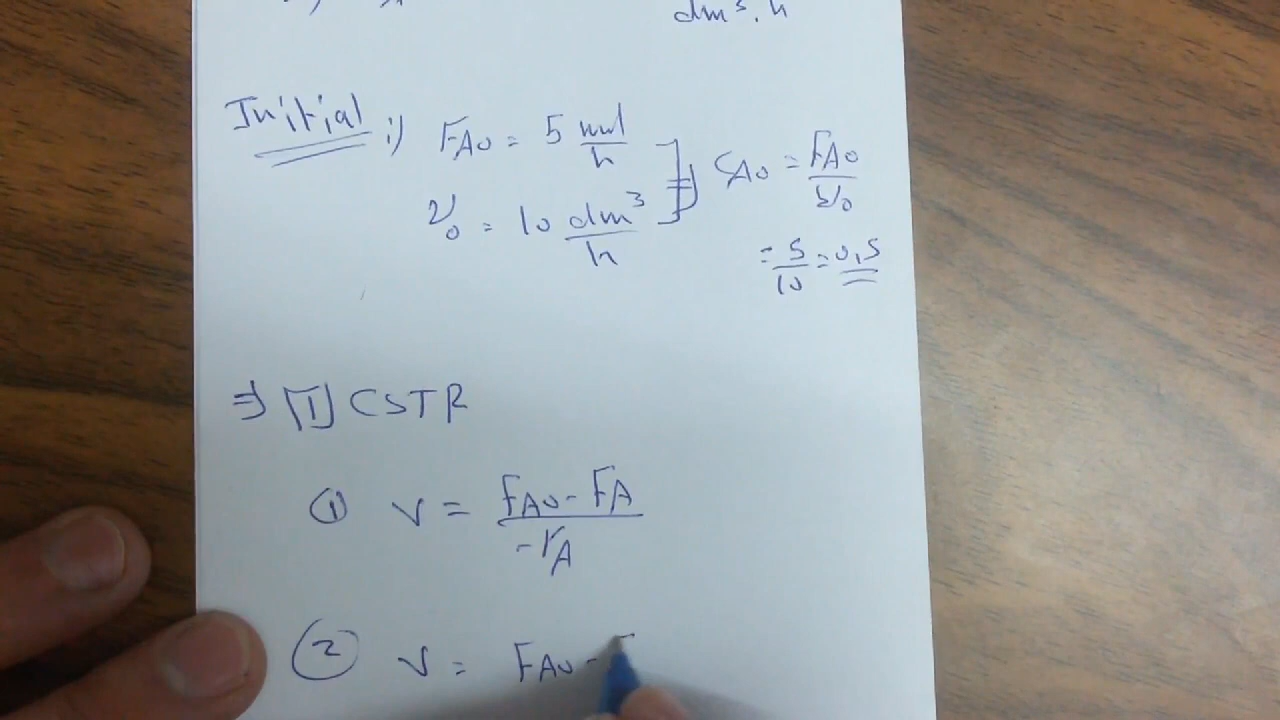 dm³.h
Initial i) FA0 = 5 mol/h
𝒱0 = 10 dm³/h
CA0 = FA0/𝒱0
= 5/10 = 0,5
⇒ [1] CSTR
① V = FA0 - FA / -rA
② V = FA0 -